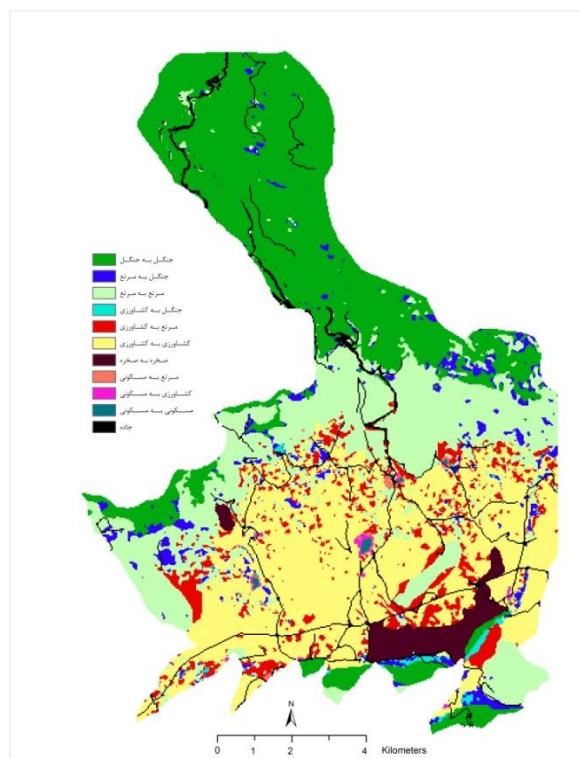 جنگل به جنگل
جنگل به مرتع
مرتع به مرتع
جنگل به کشاورزی
مرتع به کشاورزی
کشاورزی به کشاورزی
صخره به صخره
مرتع به مسکونی
کشاورزی به مسکونی
مسکونی به مسکونی
جاده
N
0 1 2 4 Kilometers